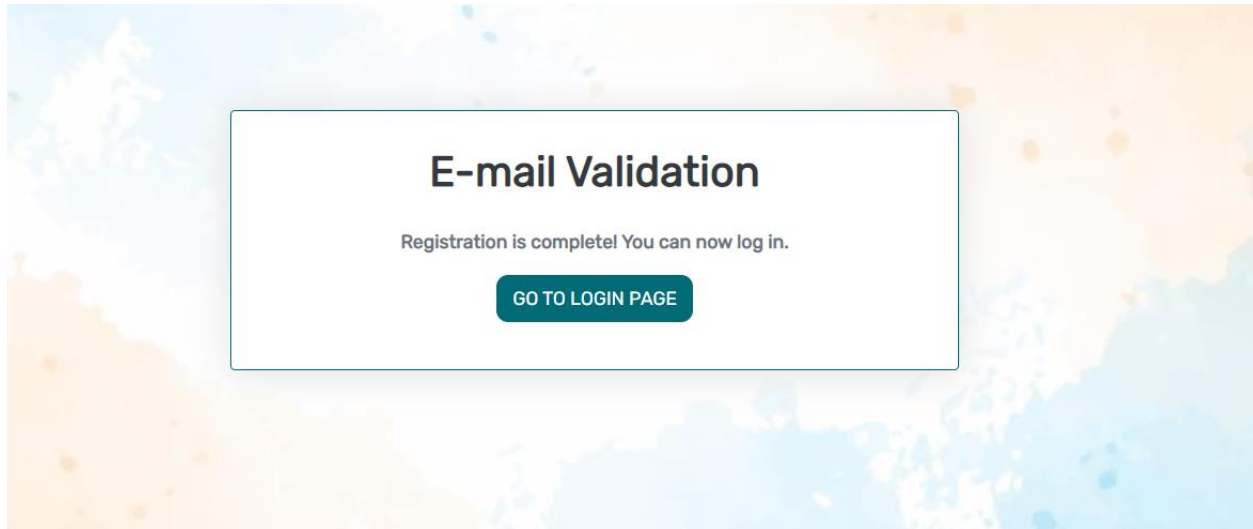 E-mail Validation
Registration is complete! You can now log in.
GO TO LOGIN PAGE